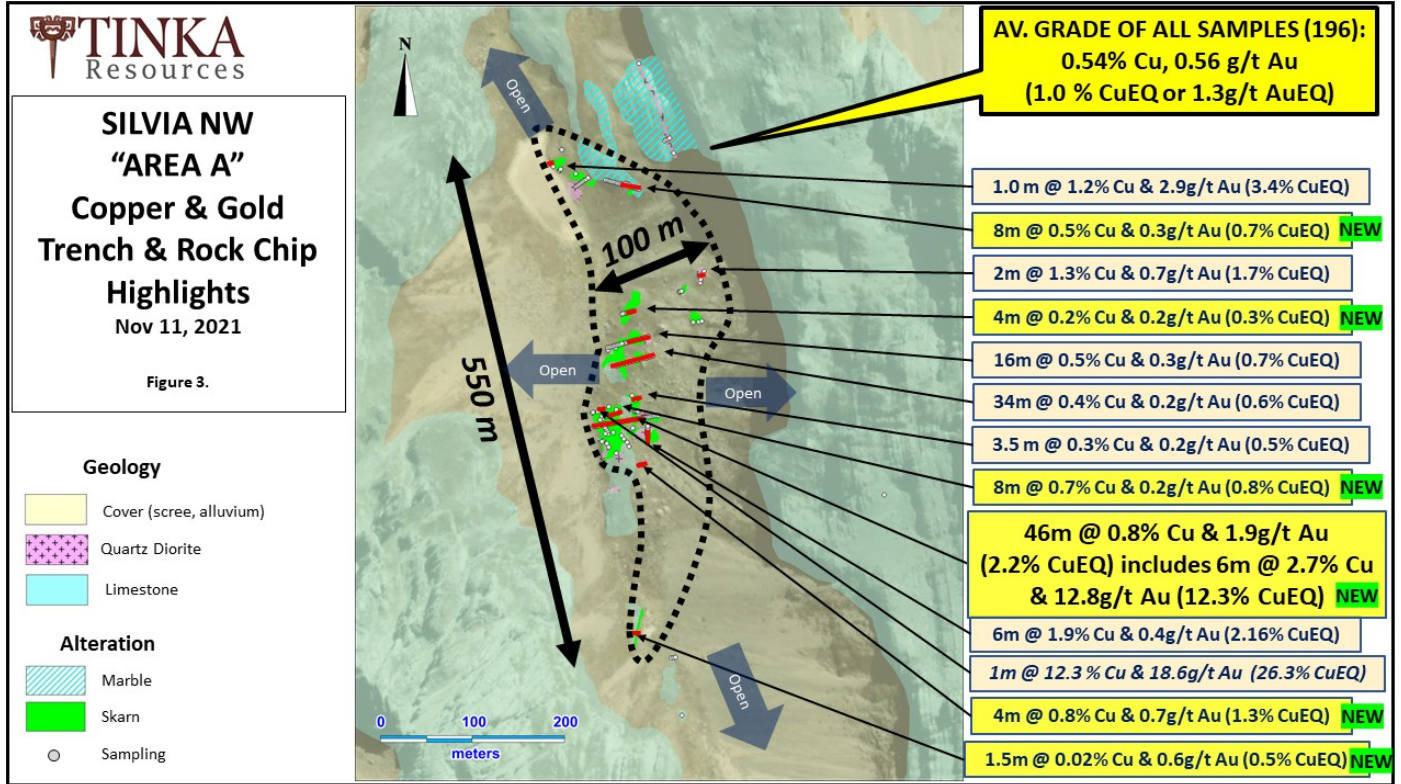 TINKA
Resources
SILVIA NW
“AREA A”
Copper & Gold
Trench & Rock Chip
Highlights
Nov 11, 2021
Figure 3.
Geology
Cover (scree, alluvium)
Quartz Diorite
Limestone
Alteration
Marble
Skarn
Sampling
N
Open
100 m
550 m
Open
Open
Open
0 100 200
meters
AV. GRADE OF ALL SAMPLES (196):
0.54% Cu, 0.56 g/t Au
(1.0 % CuEQ or 1.3g/t AuEQ)
1.0 m @ 1.2% Cu & 2.9g/t Au (3.4% CuEQ)
8m @ 0.5% Cu & 0.3g/t Au (0.7% CuEQ) NEW
2m @ 1.3% Cu & 0.7g/t Au (1.7% CuEQ)
4m @ 0.2% Cu & 0.2g/t Au (0.3% CuEQ) NEW
16m @ 0.5% Cu & 0.3g/t Au (0.7% CuEQ)
34m @ 0.4% Cu & 0.2g/t Au (0.6% CuEQ)
3.5 m @ 0.3% Cu & 0.2g/t Au (0.5% CuEQ)
8m @ 0.7% Cu & 0.2g/t Au (0.8% CuEQ) NEW
46m @ 0.8% Cu & 1.9g/t Au
(2.2% CuEQ) includes 6m @ 2.7% Cu
& 12.8g/t Au (12.3% CuEQ) NEW
6m @ 1.9% Cu & 0.4g/t Au (2.16% CuEQ)
1m @ 12.3 % Cu & 18.6g/t Au (26.3% CuEQ)
4m @ 0.8% Cu & 0.7g/t Au (1.3% CuEQ) NEW
1.5m @ 0.02% Cu & 0.6g/t Au (0.5% CuEQ) NEW